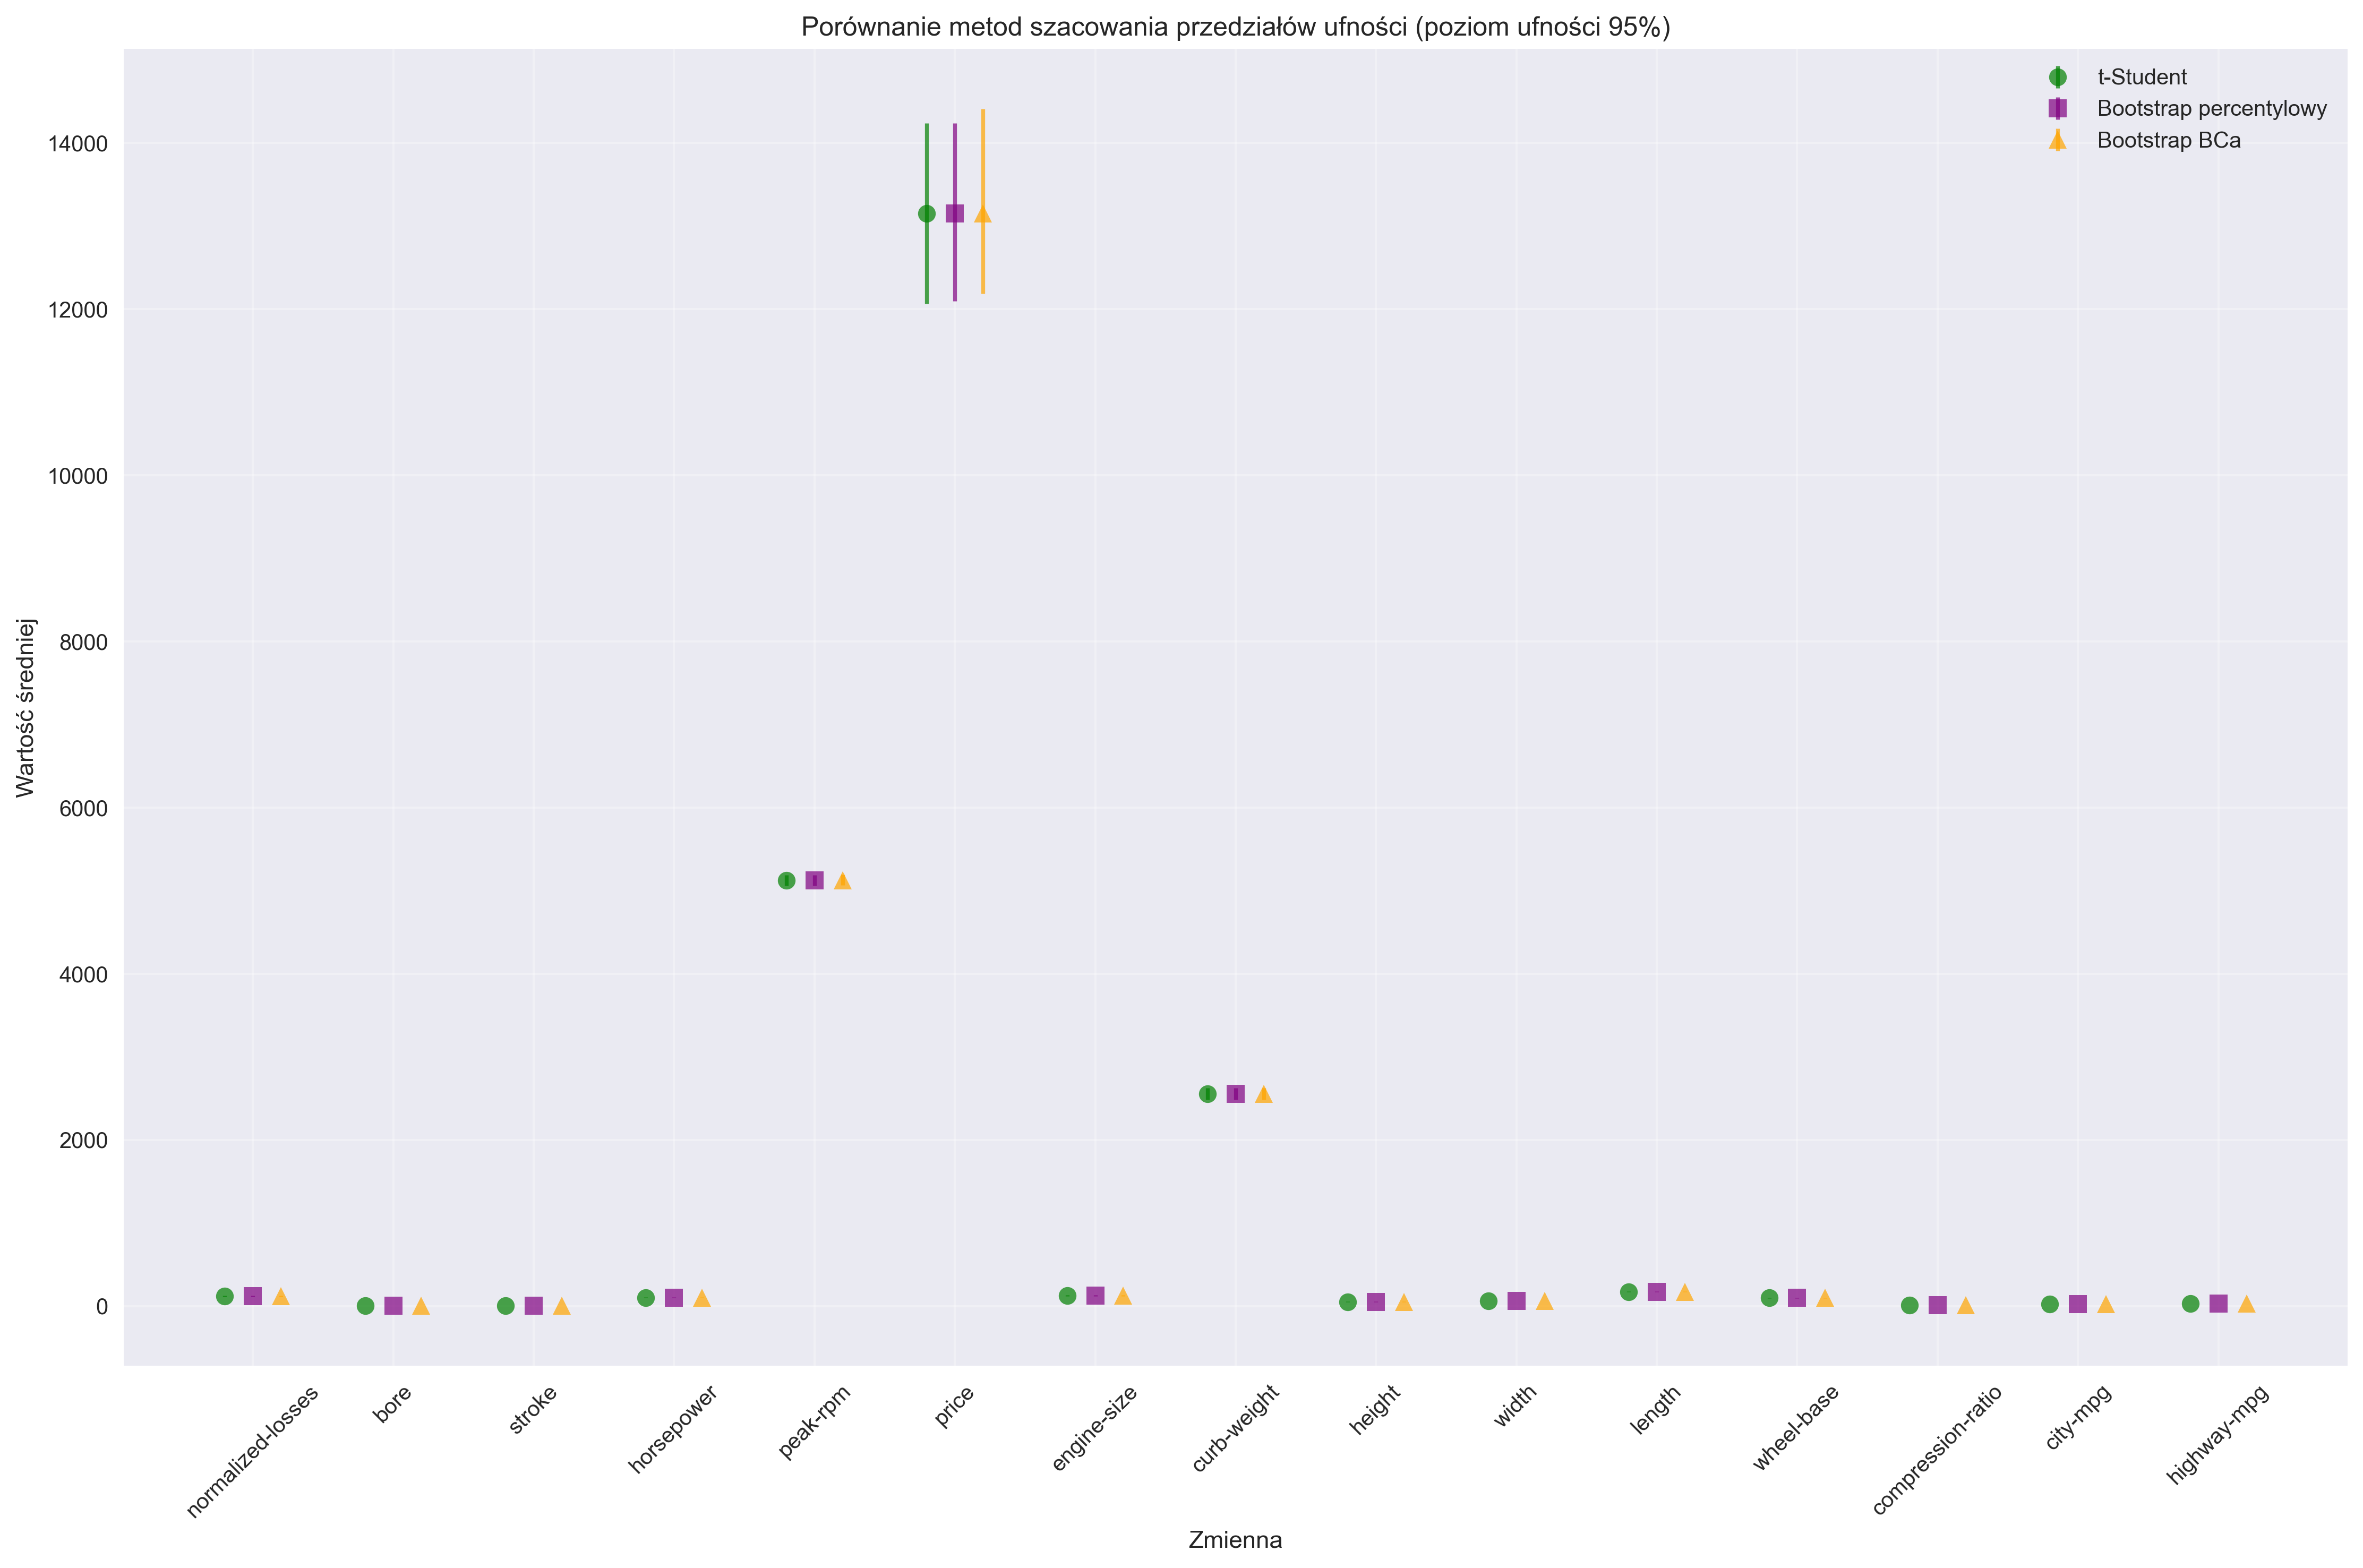 Porównanie metod szacowania przedziałów ufności (poziom ufności 95%)
t-Student
Bootstrap percentylowy
Bootstrap BCa
Wartość średniej
14000
12000
10000
8000
6000
4000
2000
0
normalized-losses
bore
stroke
horsepower
peak-rpm
price
engine-size
curb-weight
height
width
length
wheel-base
compression-ratio
city-mpg
highway-mpg
Zmienna